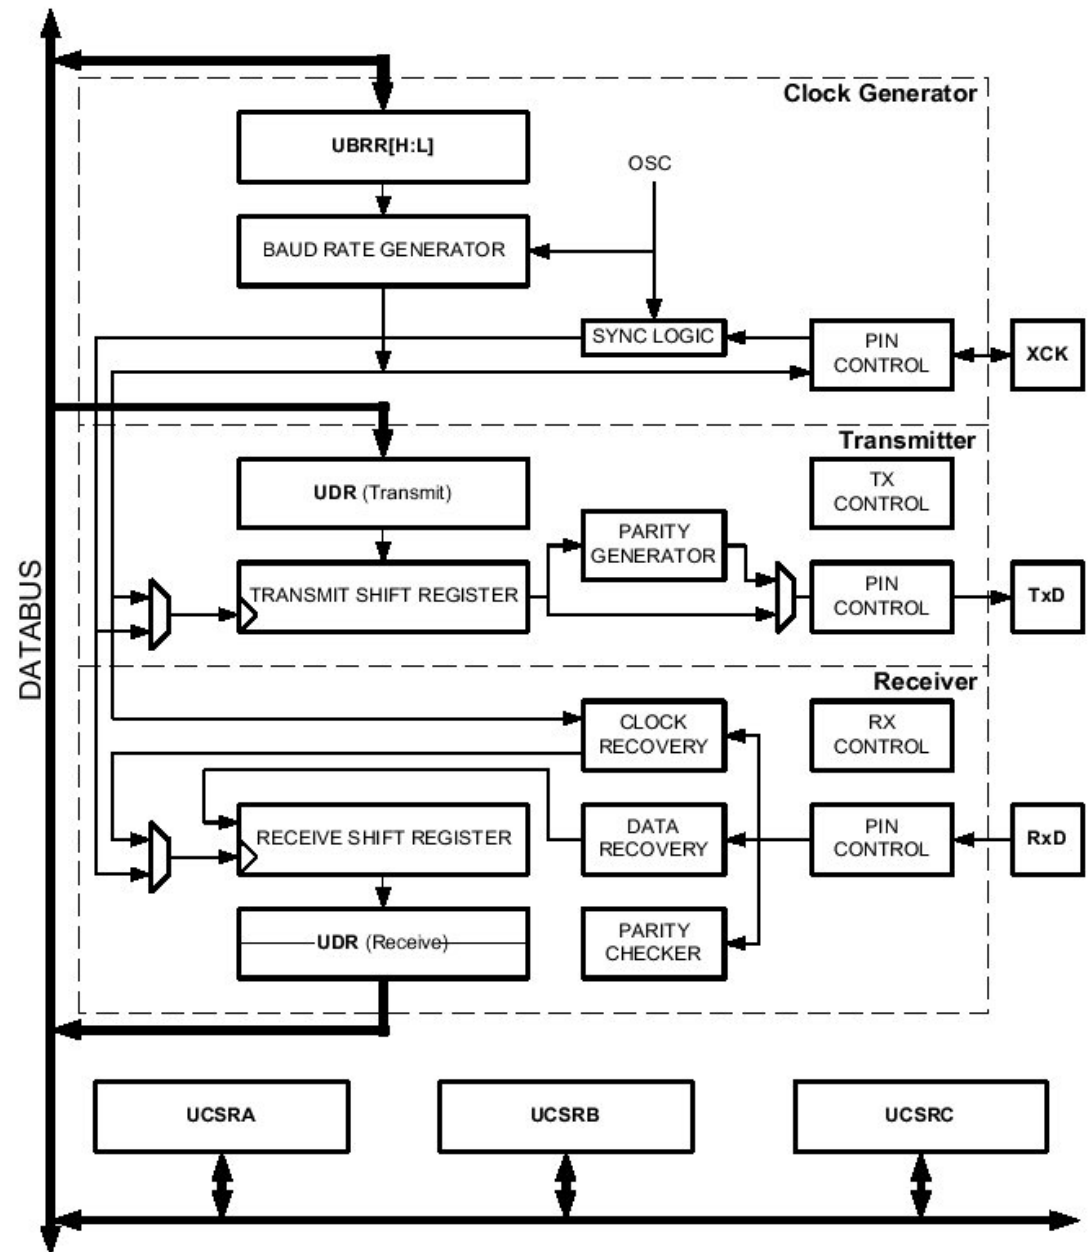 Clock Generator
UBRR[H:L]
OSC
BAUD RATE GENERATOR
SYNC LOGIC
PIN
CONTROL
XCK
Transmitter
UDR (Transmit)
TX
CONTROL
PARITY
GENERATOR
TRANSMIT SHIFT REGISTER
PIN
CONTROL
TxD
DATABUS
Receiver
CLOCK
RECOVERY
RX
CONTROL
RECEIVE SHIFT REGISTER
DATA
RECOVERY
PIN
CONTROL
RxD
UDR (Receive)
PARITY
CHECKER
UCSRA
UCSRB
UCSRC